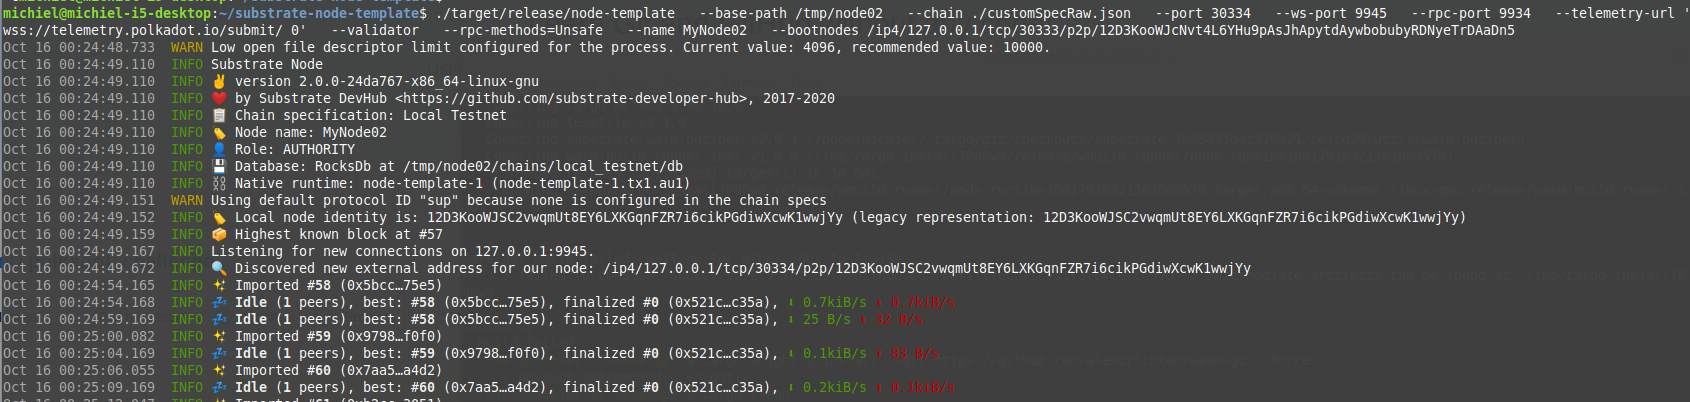 michiel@michiel-i5-desktop:~/substrate-node-template$ ./target/release/node-template   --base-path /tmp/node02   --chain ./customSpecRaw.json   --port 30334   --ws-port 9945   --rpc-port 9934   --telemetry-url '
wss://telemetry.polkadot.io/submit/ 0'   --validator   --rpc-methods=Unsafe   --name MyNode02   --bootnodes /ip4/127.0.0.1/tcp/30333/p2p/12D3KooWJcNvt4L6YHu9pAsJhApytdAywbobubyRDNyeTrDAaDn5
Oct 16 00:24:48.733  WARN Low open file descriptor limit configured for the process. Current value: 4096, recommended value: 10000.
Oct 16 00:24:49.110  INFO Substrate Node
Oct 16 00:24:49.110  INFO ✌️ version 2.0.0-24da767-x86_64-linux-gnu
Oct 16 00:24:49.110  INFO ❤️ by Substrate DevHub <https://github.com/substrate-developer-hub>, 2017-2020
Oct 16 00:24:49.110  INFO 📋 Chain specification: Local Testnet
Oct 16 00:24:49.110  INFO 🏷 Node name: MyNode02
Oct 16 00:24:49.110  INFO 👤 Role: AUTHORITY
Oct 16 00:24:49.110  INFO 💾 Database: RocksDb at /tmp/node02/chains/local_testnet/db
Oct 16 00:24:49.110  INFO ⛓ Native runtime: node-template-1 (node-template-1.tx1.au1)
Oct 16 00:24:49.151  WARN Using default protocol ID "sup" because none is configured in the chain specs
Oct 16 00:24:49.152  INFO 🏷 Local node identity is: 12D3KooWJSC2vwqmUt8EY6LXKGqnFZR7i6cikPGdiwXcwK1wwjYy (legacy representation: 12D3KooWJSC2vwqmUt8EY6LXKGqnFZR7i6cikPGdiwXcwK1wwjYy)
Oct 16 00:24:49.159  INFO 📦 Highest known block at #57
Oct 16 00:24:49.167  INFO Listening for new connections on 127.0.0.1:9945.
Oct 16 00:24:49.672  INFO 🔍 Discovered new external address for our node: /ip4/127.0.0.1/tcp/30334/p2p/12D3KooWJSC2vwqmUt8EY6LXKGqnFZR7i6cikPGdiwXcwK1wwjYy
Oct 16 00:24:54.165  INFO ✨ Imported #58 (0x5bcc…75e5)
Oct 16 00:24:54.168  INFO 💤 Idle (1 peers), best: #58 (0x5bcc…75e5), finalized #0 (0x521c…c35a), ⬇ 0.7kiB/s ⬆ 0.7kiB/s
Oct 16 00:24:59.169  INFO 💤 Idle (1 peers), best: #58 (0x5bcc…75e5), finalized #0 (0x521c…c35a), ⬇ 25 B/s ⬆ 32 B/s
Oct 16 00:25:00.082  INFO ✨ Imported #59 (0x9798…f0f0)
Oct 16 00:25:04.169  INFO 💤 Idle (1 peers), best: #59 (0x9798…f0f0), finalized #0 (0x521c…c35a), ⬇ 0.1kiB/s ⬆ 83 B/s
Oct 16 00:25:06.055  INFO ✨ Imported #60 (0x7aa5…a4d2)
Oct 16 00:25:09.169  INFO 💤 Idle (1 peers), best: #60 (0x7aa5…a4d2), finalized #0 (0x521c…c35a), ⬇ 0.2kiB/s ⬆ 0.1kiB/s